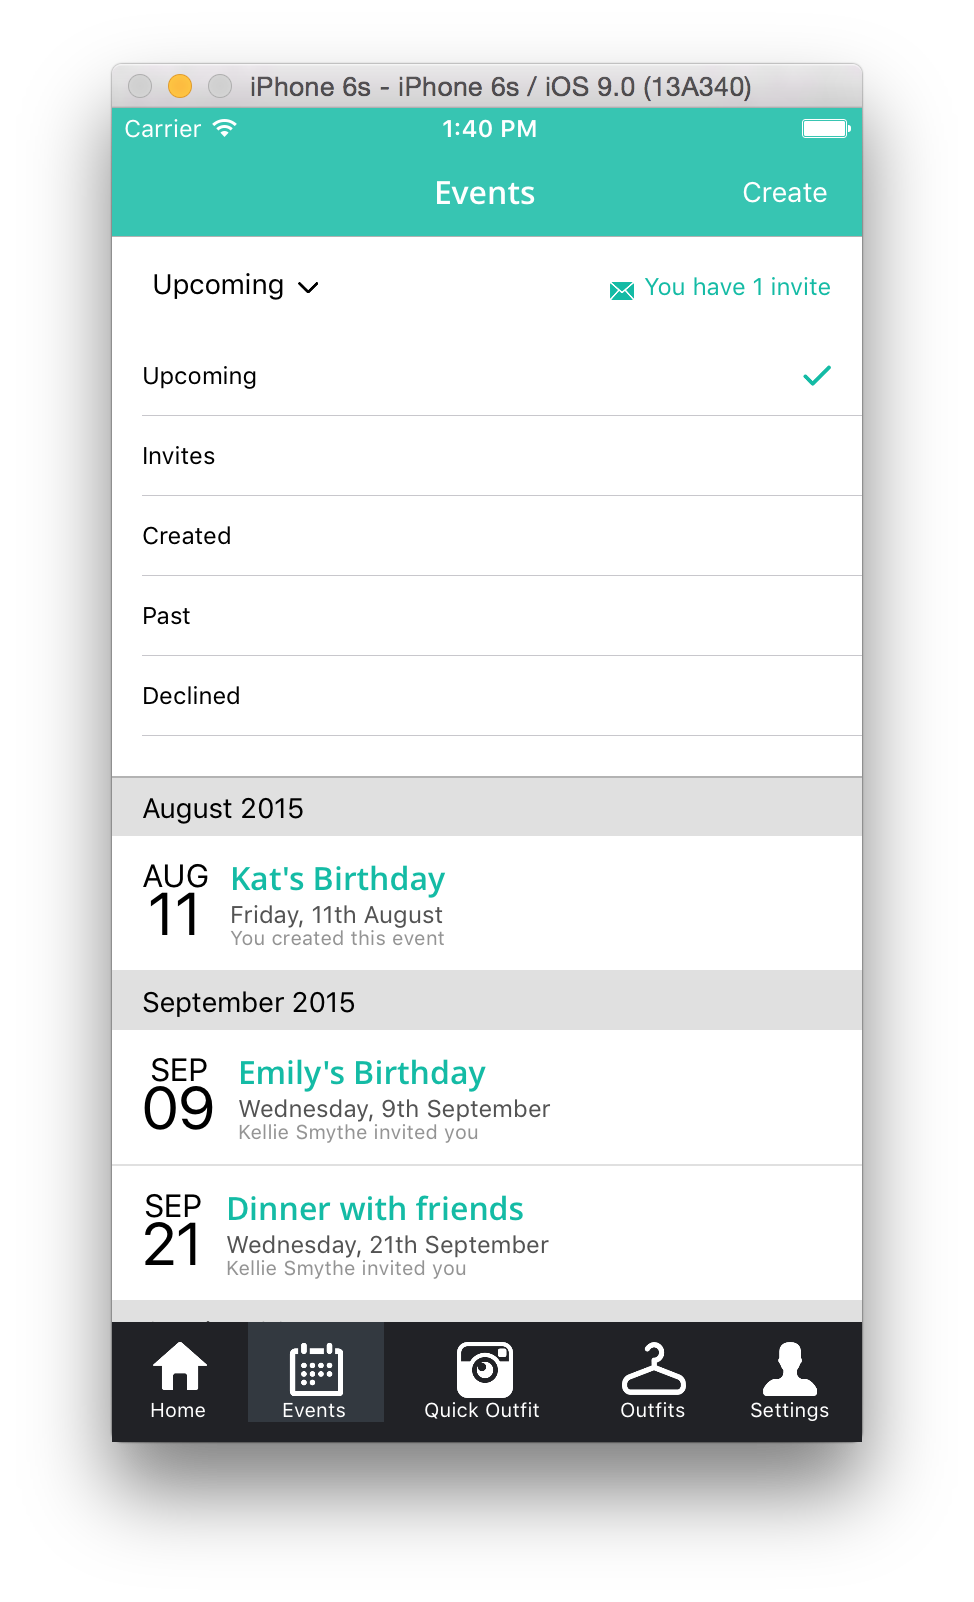 iPhone 6s - iPhone 6s / iOS 9.0 (13A340)
Carrier 1:40 PM
Events Create
Upcoming You have 1 invite
Upcoming
Invites
Created
Past
Declined
August 2015
AUG
11
Kat's Birthday
Friday, 11th August
You created this event
September 2015
SEP
09
Emily's Birthday
Wednesday, 9th September
Kellie Smythe invited you
SEP
21
Dinner with friends
Wednesday, 21th September
Kellie Smythe invited you
Home Events Quick Outfit Outfits Settings